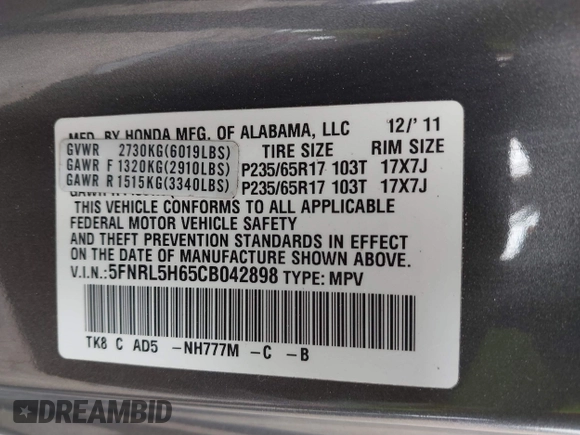 MFD. BY HONDA MFG. OF ALABAMA, LLC 12/'11
GVWR 2730KG(6019LBS) TIRE SIZE RIM SIZE
GAWR F 1320KG(2910LBS) P235/65R17 103T 17X7J
GAWR R 1515KG(3340LBS) P235/65R17 103T 17X7J
THIS VEHICLE CONFORMS TO ALL APPLICABLE
FEDERAL MOTOR VEHICLE SAFETY
AND THEFT PREVENTION STANDARDS IN EFFECT
ON THE DATE OF MANUFACTURE SHOWN ABOVE.
V.I.N.: 5FNRL5H65CB042898 TYPE: MPV
TK8 C AD5 -NH777M -C -B
DREAMBID